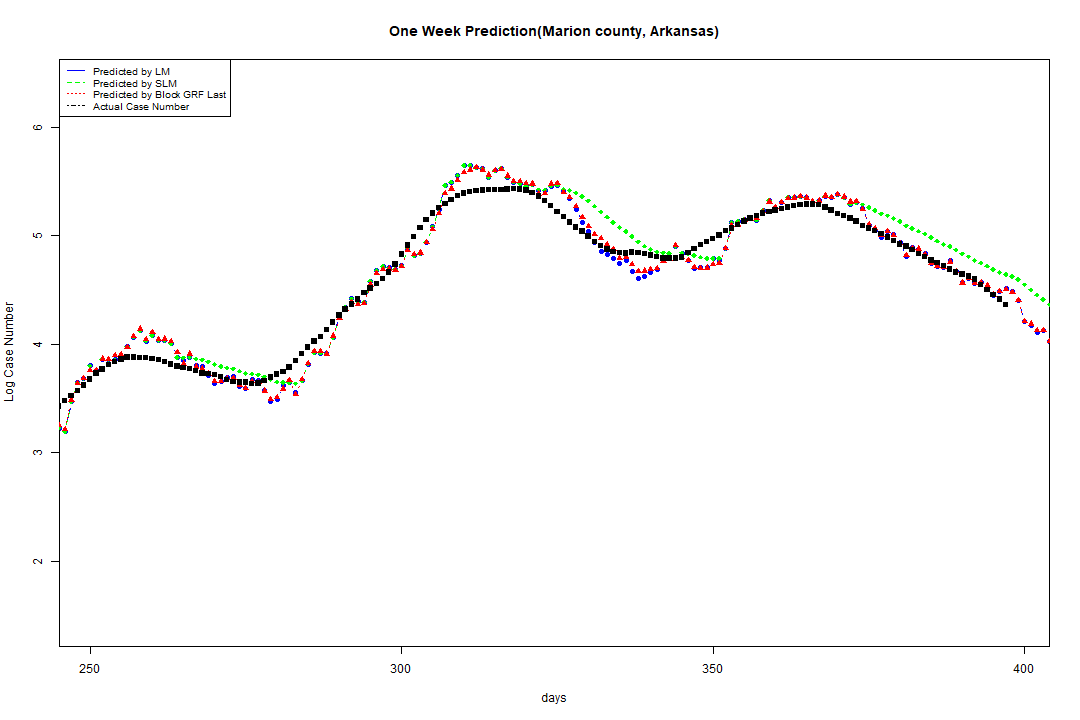 One Week Prediction(Marion county, Arkansas)
Predicted by LM
Predicted by SLM
Predicted by Block GRF Last
Actual Case Number
6
5
4
3
2
Log Case Number
250 300 350 400
days